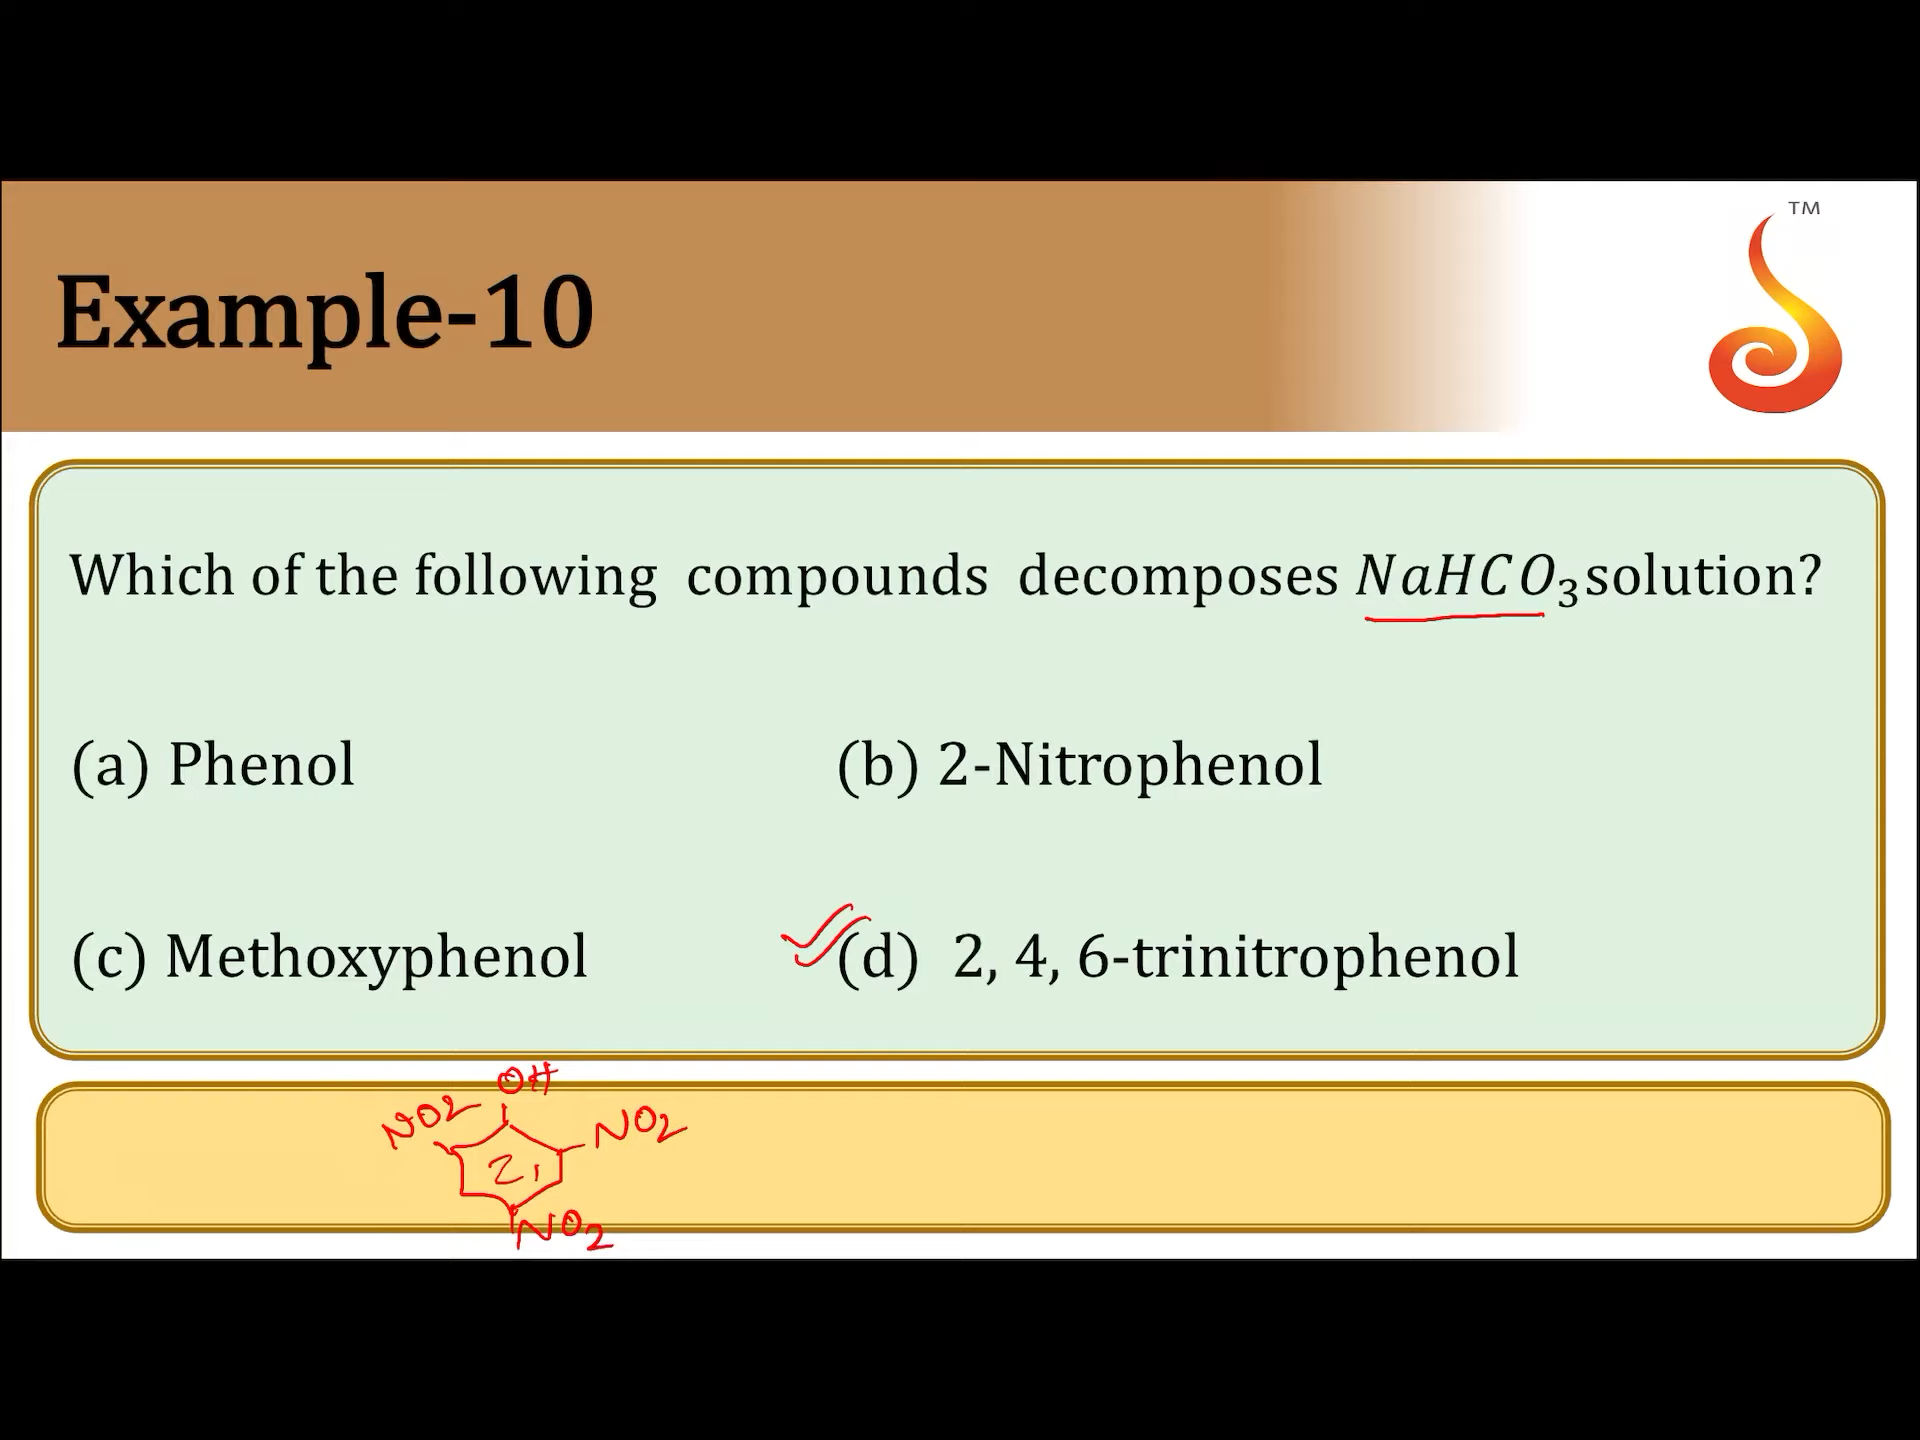 TM
Example-10
Which of the following compounds decomposes NaHCO₃ solution?
(a) Phenol (b) 2-Nitrophenol
(c) Methoxyphenol (d) 2, 4, 6-trinitrophenol
OH
NO2 NO2
NO2